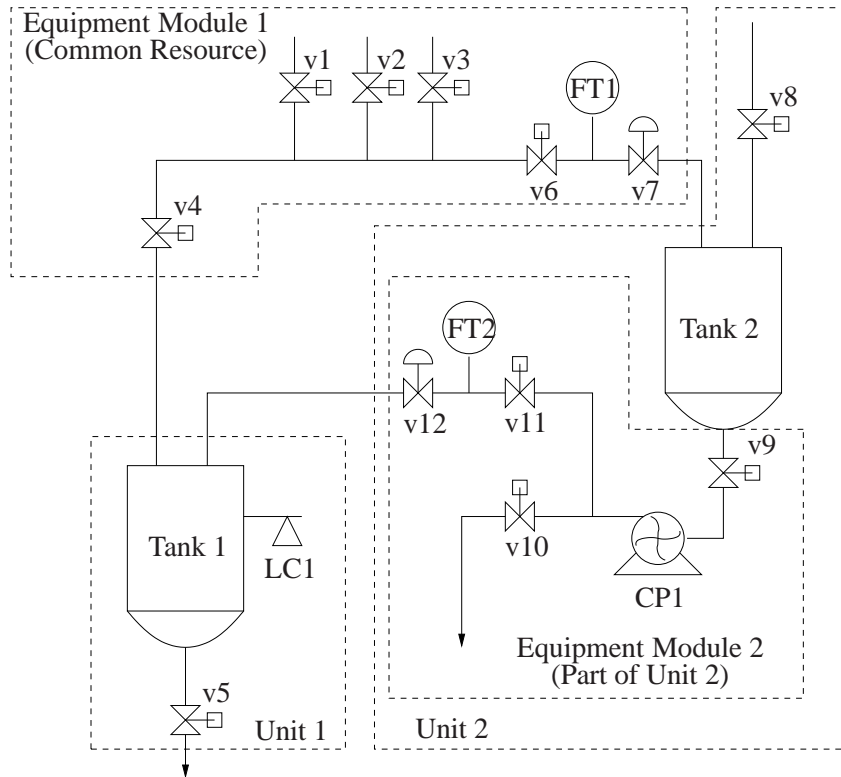 Equipment Module 1
(Common Resource)
v1
v2
v3
FT1
v8
v6
v7
v4
Tank 2
FT2
v12
v11
v9
Tank 1
LC1
v10
CP1
Equipment Module 2
(Part of Unit 2)
v5
Unit 1
Unit 2